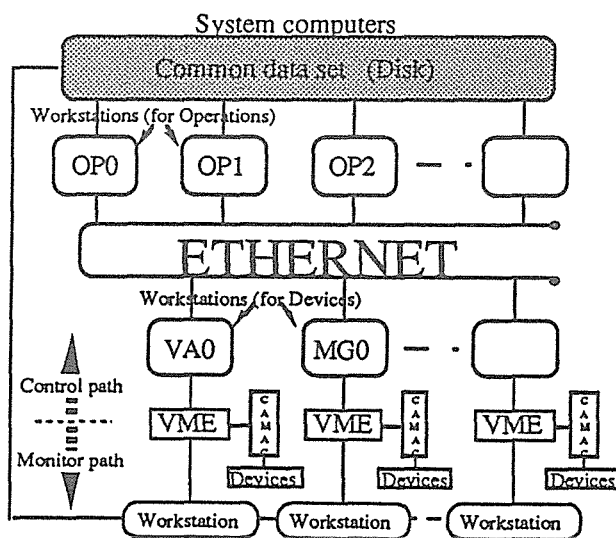 System computers
Common data set (Disk)
Workstations (for Operations)
OP0
OP1
OP2
ETHERNET
Workstations (for Devices)
VA0
MG0
Control path
Monitor path
VME
CAMAC
Devices
VME
CAMAC
Devices
VME
CAMAC
Devices
Workstation
Workstation
Workstation